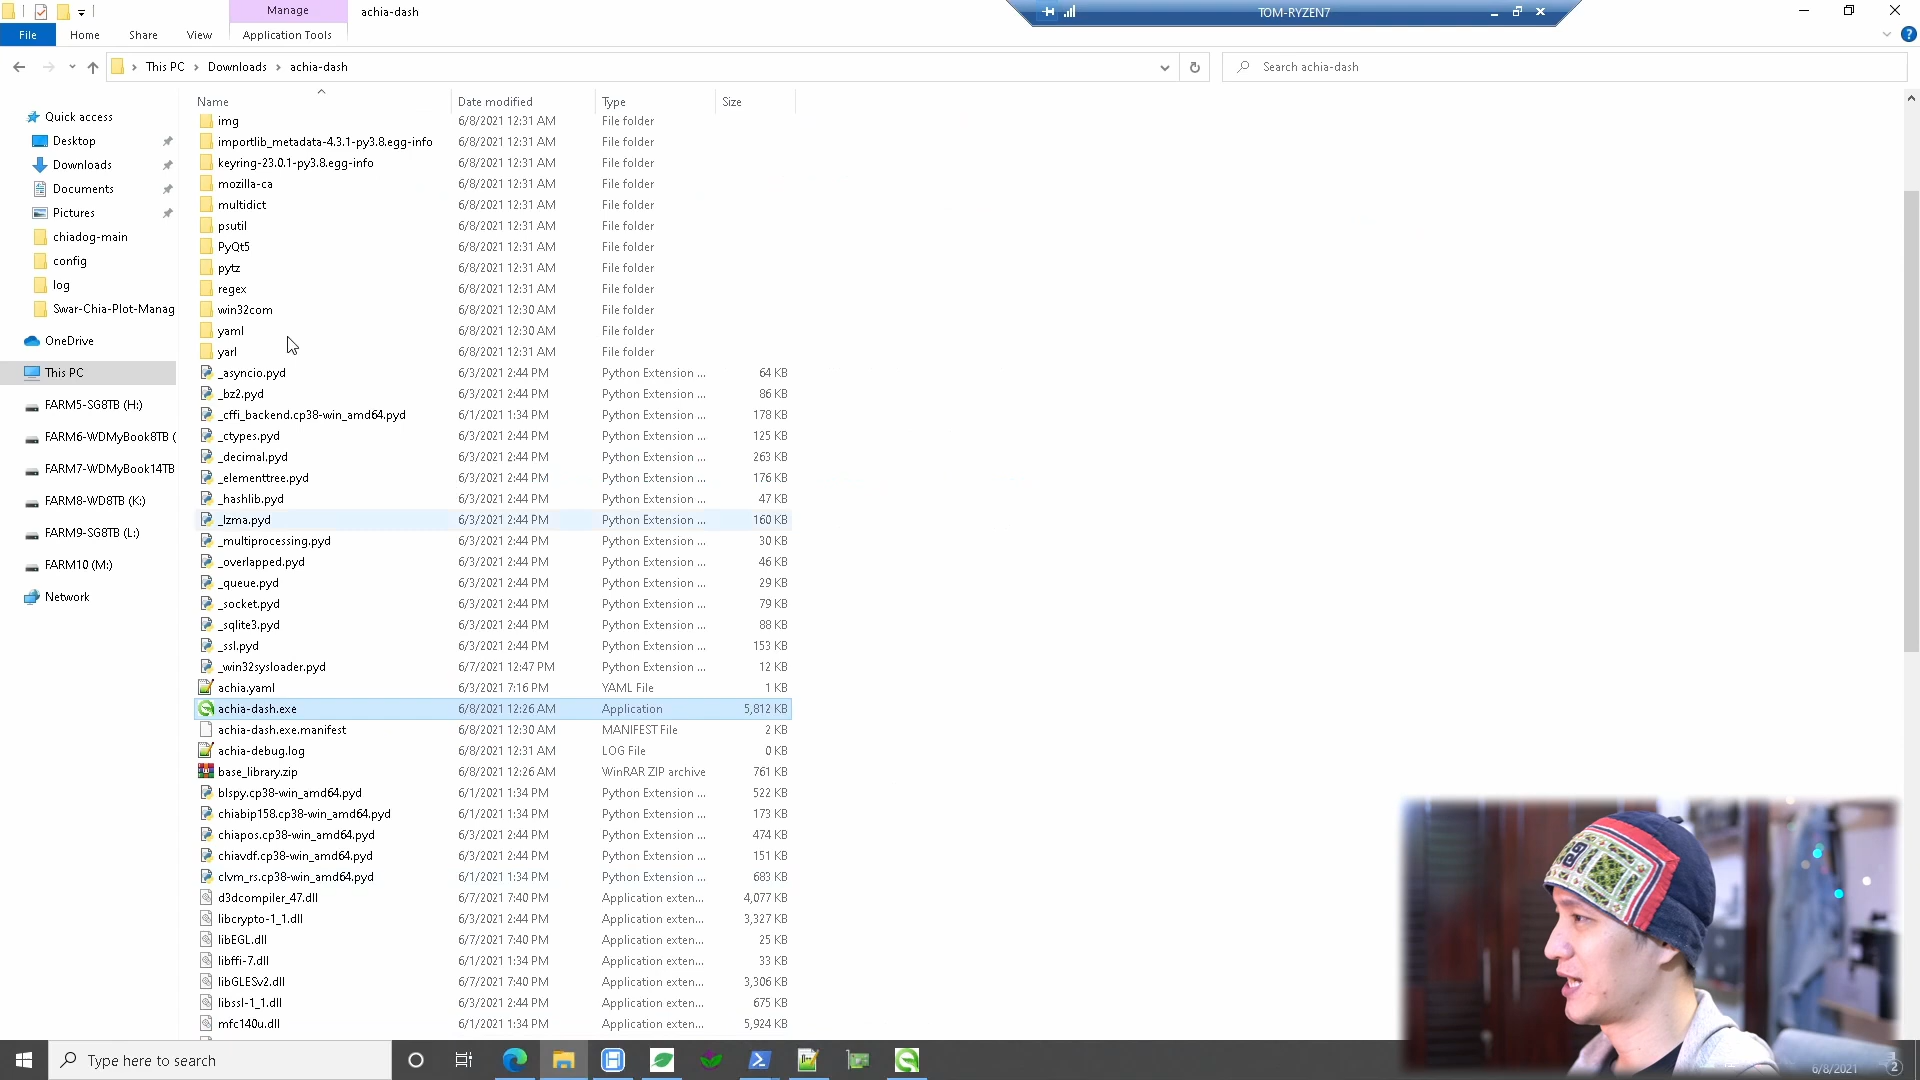 Manage
achia-dash
TOM-RYZEN7
File
Home
Share
View
Application Tools
This PC
Downloads
achia-dash
Search achia-dash
Name
Date modified
Type
Size
Quick access
Desktop
Downloads
Documents
Pictures
chiadog-main
config
log
Swar-Chia-Plot-Manag
OneDrive
This PC
FARM5-SG8TB (H:)
FARM6-WDMyBook8TB (
FARM7-WDMyBook14TB
FARM8-WD8TB (K:)
FARM9-SG8TB (L:)
FARM10 (M:)
Network
img 6/8/2021 12:31 AM File folder
importlib_metadata-4.3.1-py3.8.egg-info 6/8/2021 12:31 AM File folder
keyring-23.0.1-py3.8.egg-info 6/8/2021 12:31 AM File folder
mozilla-ca 6/8/2021 12:31 AM File folder
multidict 6/8/2021 12:31 AM File folder
psutil 6/8/2021 12:31 AM File folder
PyQt5 6/8/2021 12:31 AM File folder
pytz 6/8/2021 12:31 AM File folder
regex 6/8/2021 12:31 AM File folder
win32com 6/8/2021 12:30 AM File folder
yaml 6/8/2021 12:30 AM File folder
yarl 6/8/2021 12:31 AM File folder
_asyncio.pyd 6/3/2021 2:44 PM Python Extension ... 64 KB
_bz2.pyd 6/3/2021 2:44 PM Python Extension ... 86 KB
_cffi_backend.cp38-win_amd64.pyd 6/1/2021 1:34 PM Python Extension ... 178 KB
_ctypes.pyd 6/3/2021 2:44 PM Python Extension ... 125 KB
_decimal.pyd 6/3/2021 2:44 PM Python Extension ... 263 KB
_elementtree.pyd 6/3/2021 2:44 PM Python Extension ... 176 KB
_hashlib.pyd 6/3/2021 2:44 PM Python Extension ... 47 KB
_lzma.pyd 6/3/2021 2:44 PM Python Extension ... 160 KB
_multiprocessing.pyd 6/3/2021 2:44 PM Python Extension ... 30 KB
_overlapped.pyd 6/3/2021 2:44 PM Python Extension ... 46 KB
_queue.pyd 6/3/2021 2:44 PM Python Extension ... 29 KB
_socket.pyd 6/3/2021 2:44 PM Python Extension ... 79 KB
_sqlite3.pyd 6/3/2021 2:44 PM Python Extension ... 88 KB
_ssl.pyd 6/3/2021 2:44 PM Python Extension ... 153 KB
_win32sysloader.pyd 6/7/2021 12:47 PM Python Extension ... 12 KB
achia.yaml 6/3/2021 7:16 PM YAML File 1 KB
achia-dash.exe 6/8/2021 12:26 AM Application 5,812 KB
achia-dash.exe.manifest 6/8/2021 12:30 AM MANIFEST File 2 KB
achia-debug.log 6/8/2021 12:31 AM LOG File 0 KB
base_library.zip 6/8/2021 12:26 AM WinRAR ZIP archive 761 KB
blspy.cp38-win_amd64.pyd 6/1/2021 1:34 PM Python Extension ... 522 KB
chiabip158.cp38-win_amd64.pyd 6/1/2021 1:34 PM Python Extension ... 173 KB
chiapos.cp38-win_amd64.pyd 6/3/2021 2:44 PM Python Extension ... 474 KB
chiavdf.cp38-win_amd64.pyd 6/3/2021 2:44 PM Python Extension ... 151 KB
clvm_rs.cp38-win_amd64.pyd 6/1/2021 1:34 PM Python Extension ... 683 KB
d3dcompiler_47.dll 6/7/2021 7:40 PM Application exten... 4,077 KB
libcrypto-1_1.dll 6/3/2021 2:44 PM Application exten... 3,327 KB
libEGL.dll 6/7/2021 7:40 PM Application exten... 25 KB
libffi-7.dll 6/1/2021 1:34 PM Application exten... 33 KB
libGLESv2.dll 6/7/2021 7:40 PM Application exten... 3,306 KB
libssl-1_1.dll 6/3/2021 2:44 PM Application exten... 675 KB
mfc140u.dll 6/1/2021 1:34 PM Application exten... 5,924 KB
Type here to search
6/8/2021
2